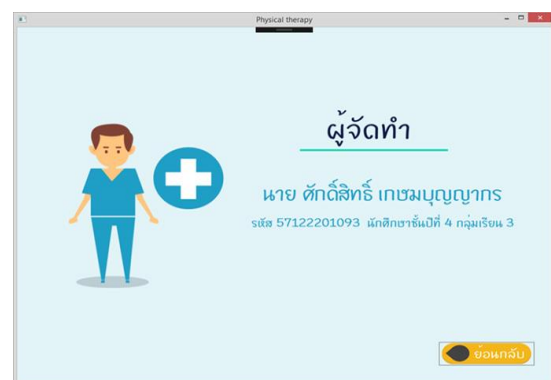 Physical therapy
ผู้จัดทำ
นาย ศักดิ์สิทธิ์ เกษมบุญญากร
รหัส 57122201093 นักศึกษาชั้นปีที่ 4 กลุ่มเรียน 3
ย้อนกลับ